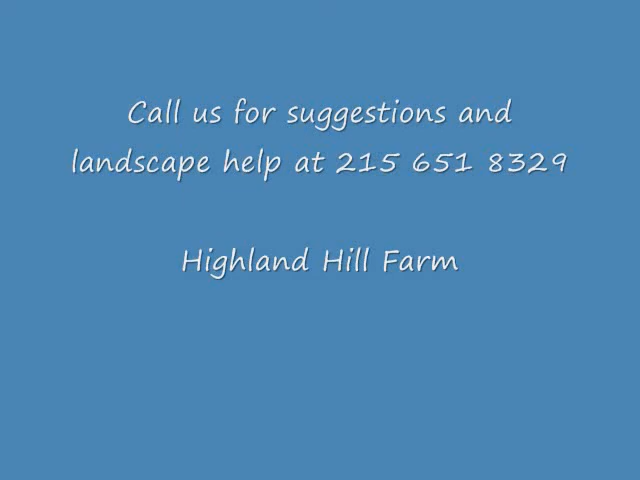 Call us for suggestions and
landscape help at 215 651 8329
Highland Hill Farm